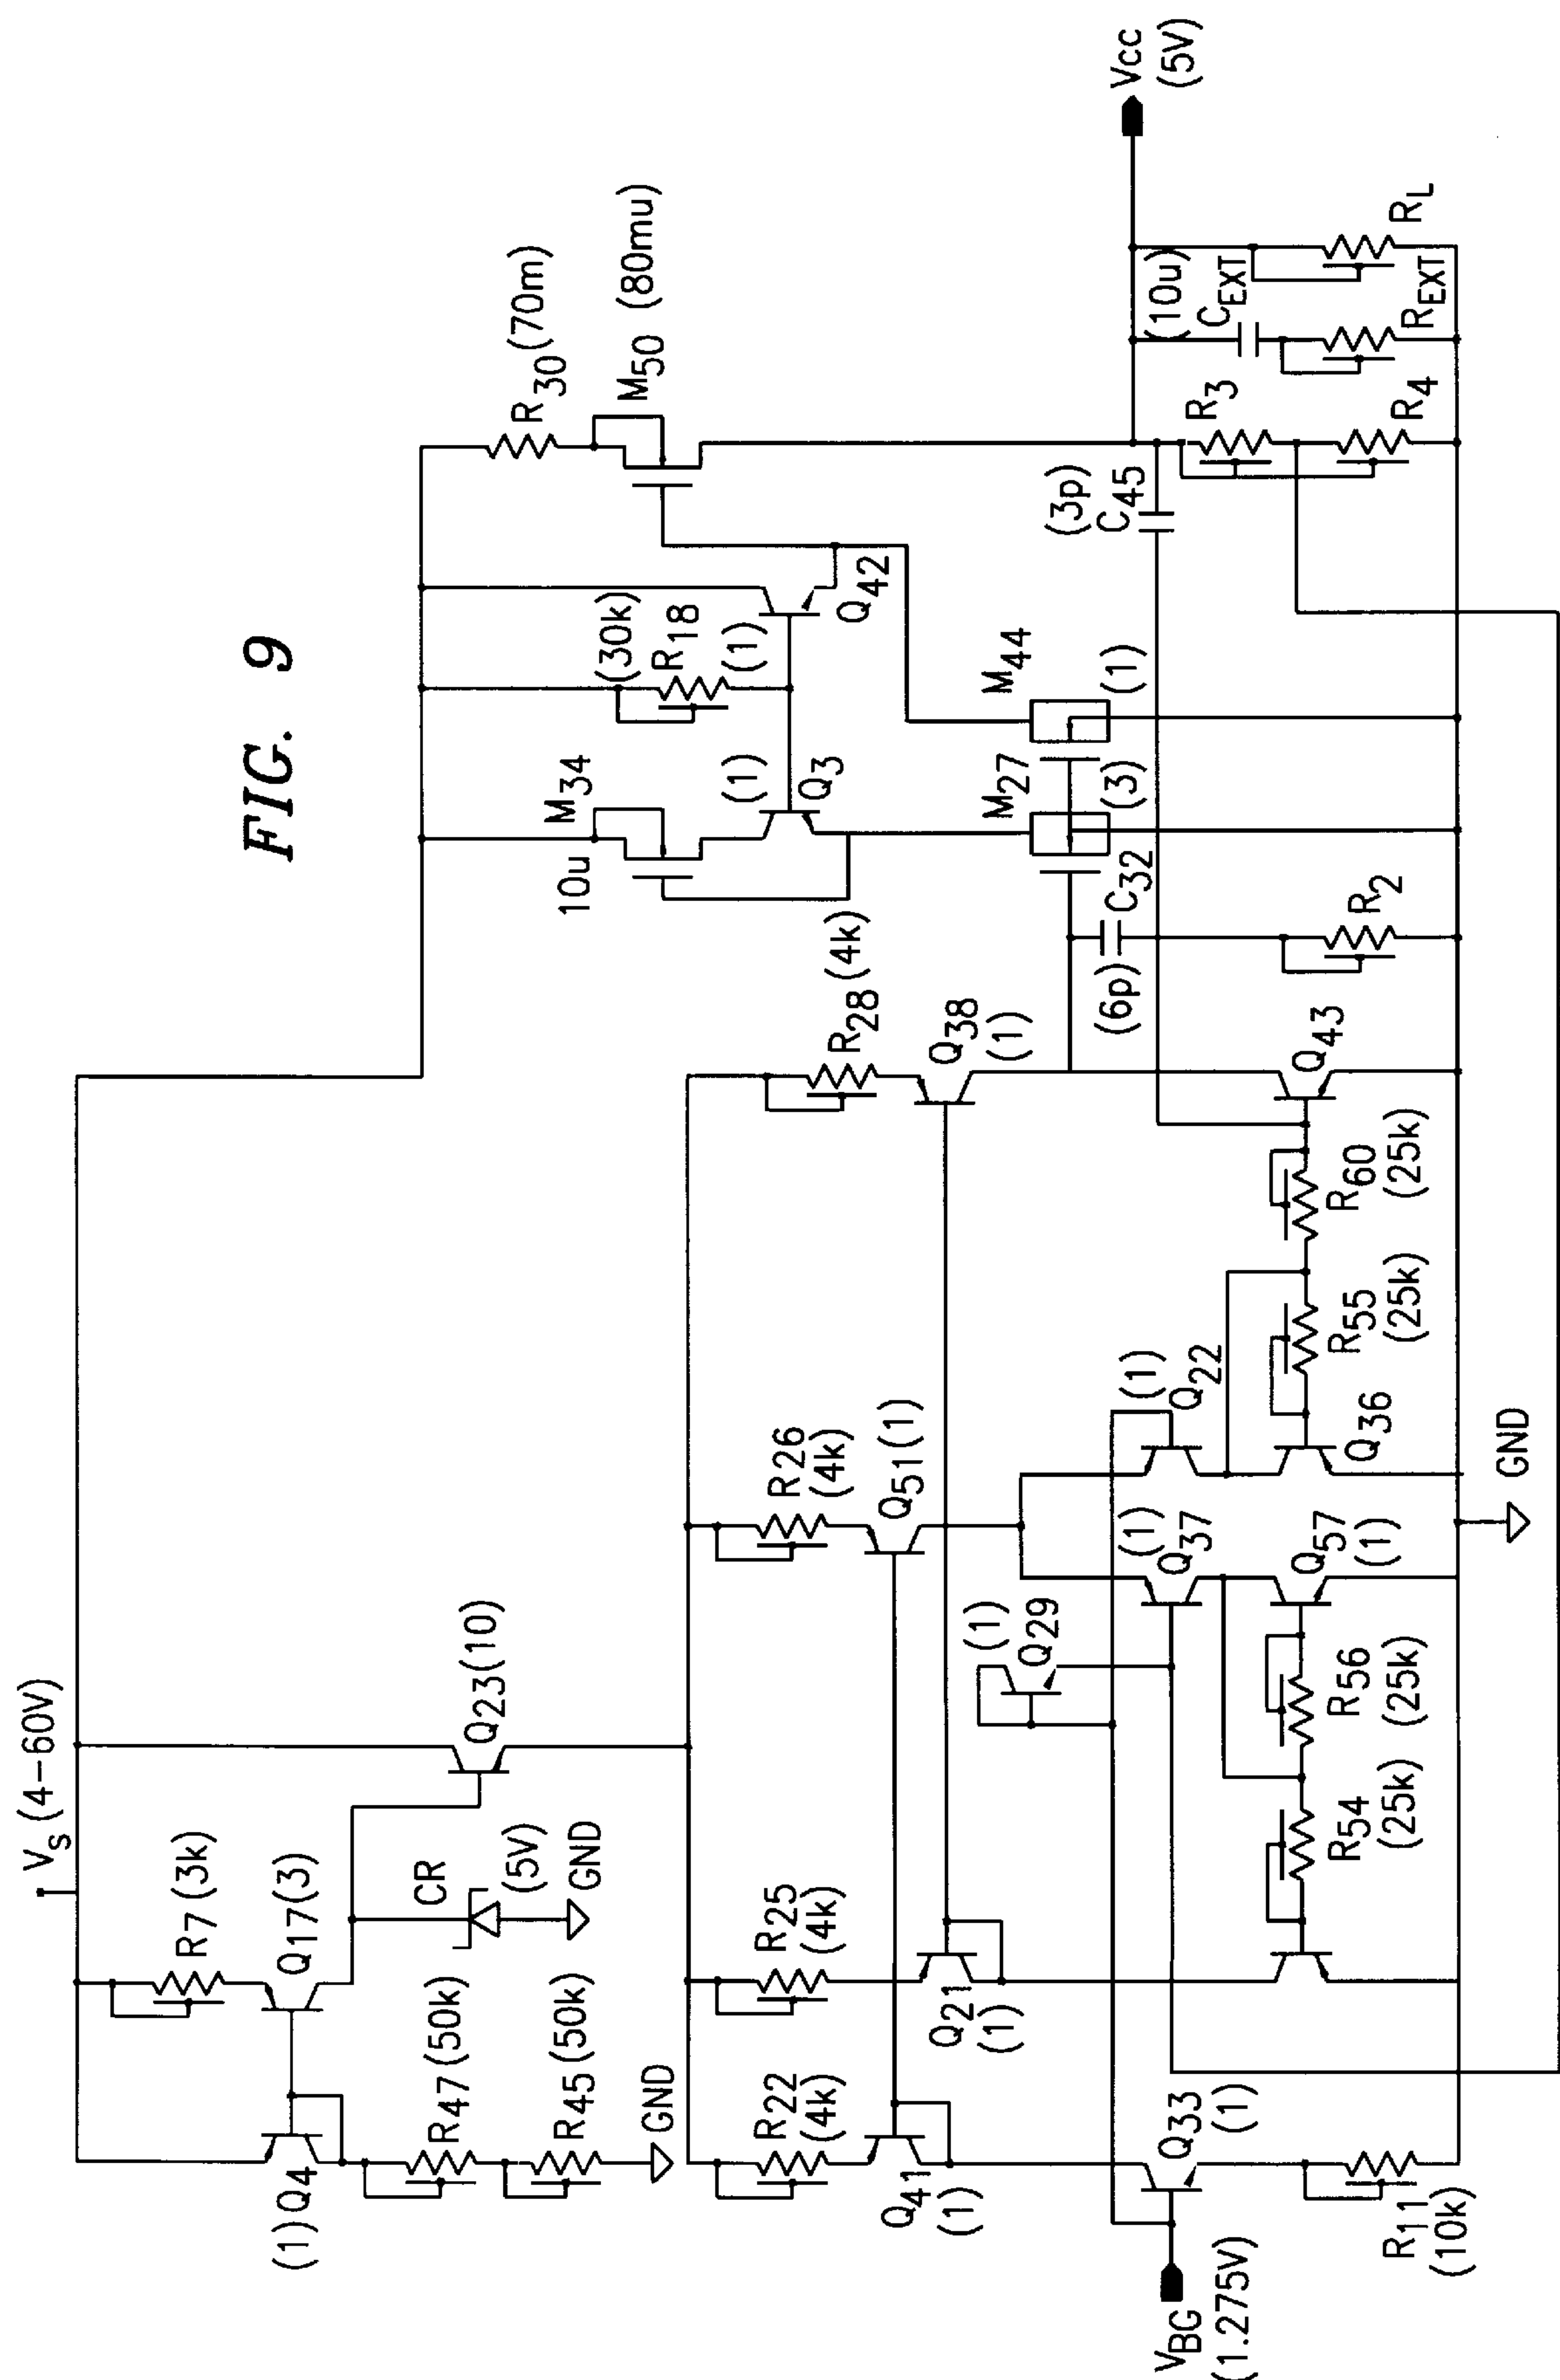 FIG. 9
VS (4-60V)
R7 (3k)
Q17 (3)
(1) Q4
R47 (50k)
R45 (50k)
GND
CR
(5V)
GND
Q23 (10)
R22
(4k)
R25
(4k)
R26
(4k)
R28
(4k)
Q41
(1)
Q21
(1)
Q51 (1)
Q38
(1)
(1)
Q29
(1)
Q37
(1)
Q22
VBG
(1.275V)
Q33
(1)
R11
(10k)
R54
(25k)
R56
(25k)
Q57
(1)
Q36
R55
(25k)
R60
(25k)
Q43
GND
M34
10u
(1)
Q3
(30k)
R18
(1)
Q42
R30 (70m)
M50 (80mu)
M27
(3)
M44
(1)
C32
(6p)
R2
(3p)
C45
R3
R4
(10u)
CEXT
REXT
RL
Vcc
(5V)